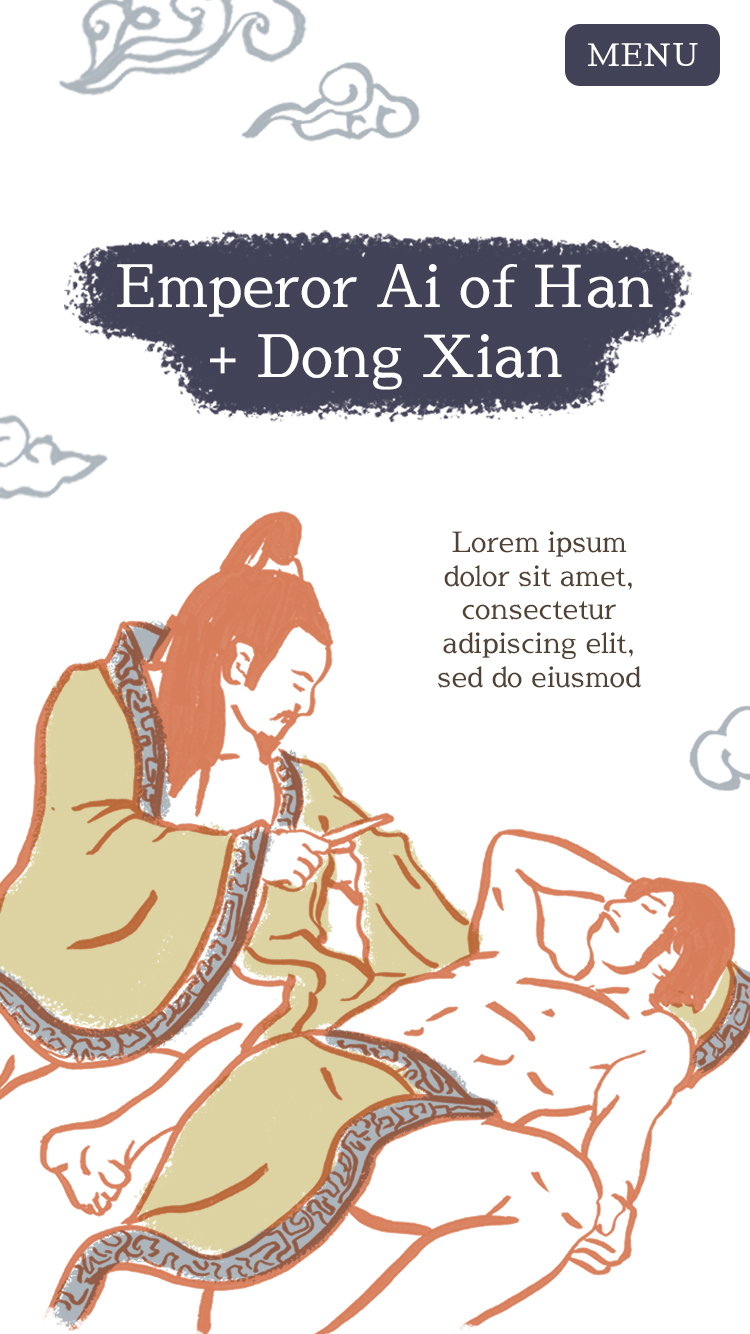 MENU
Emperor Ai of Han
+ Dong Xian
Lorem ipsum
dolor sit amet,
consectetur
adipiscing elit,
sed do eiusmod